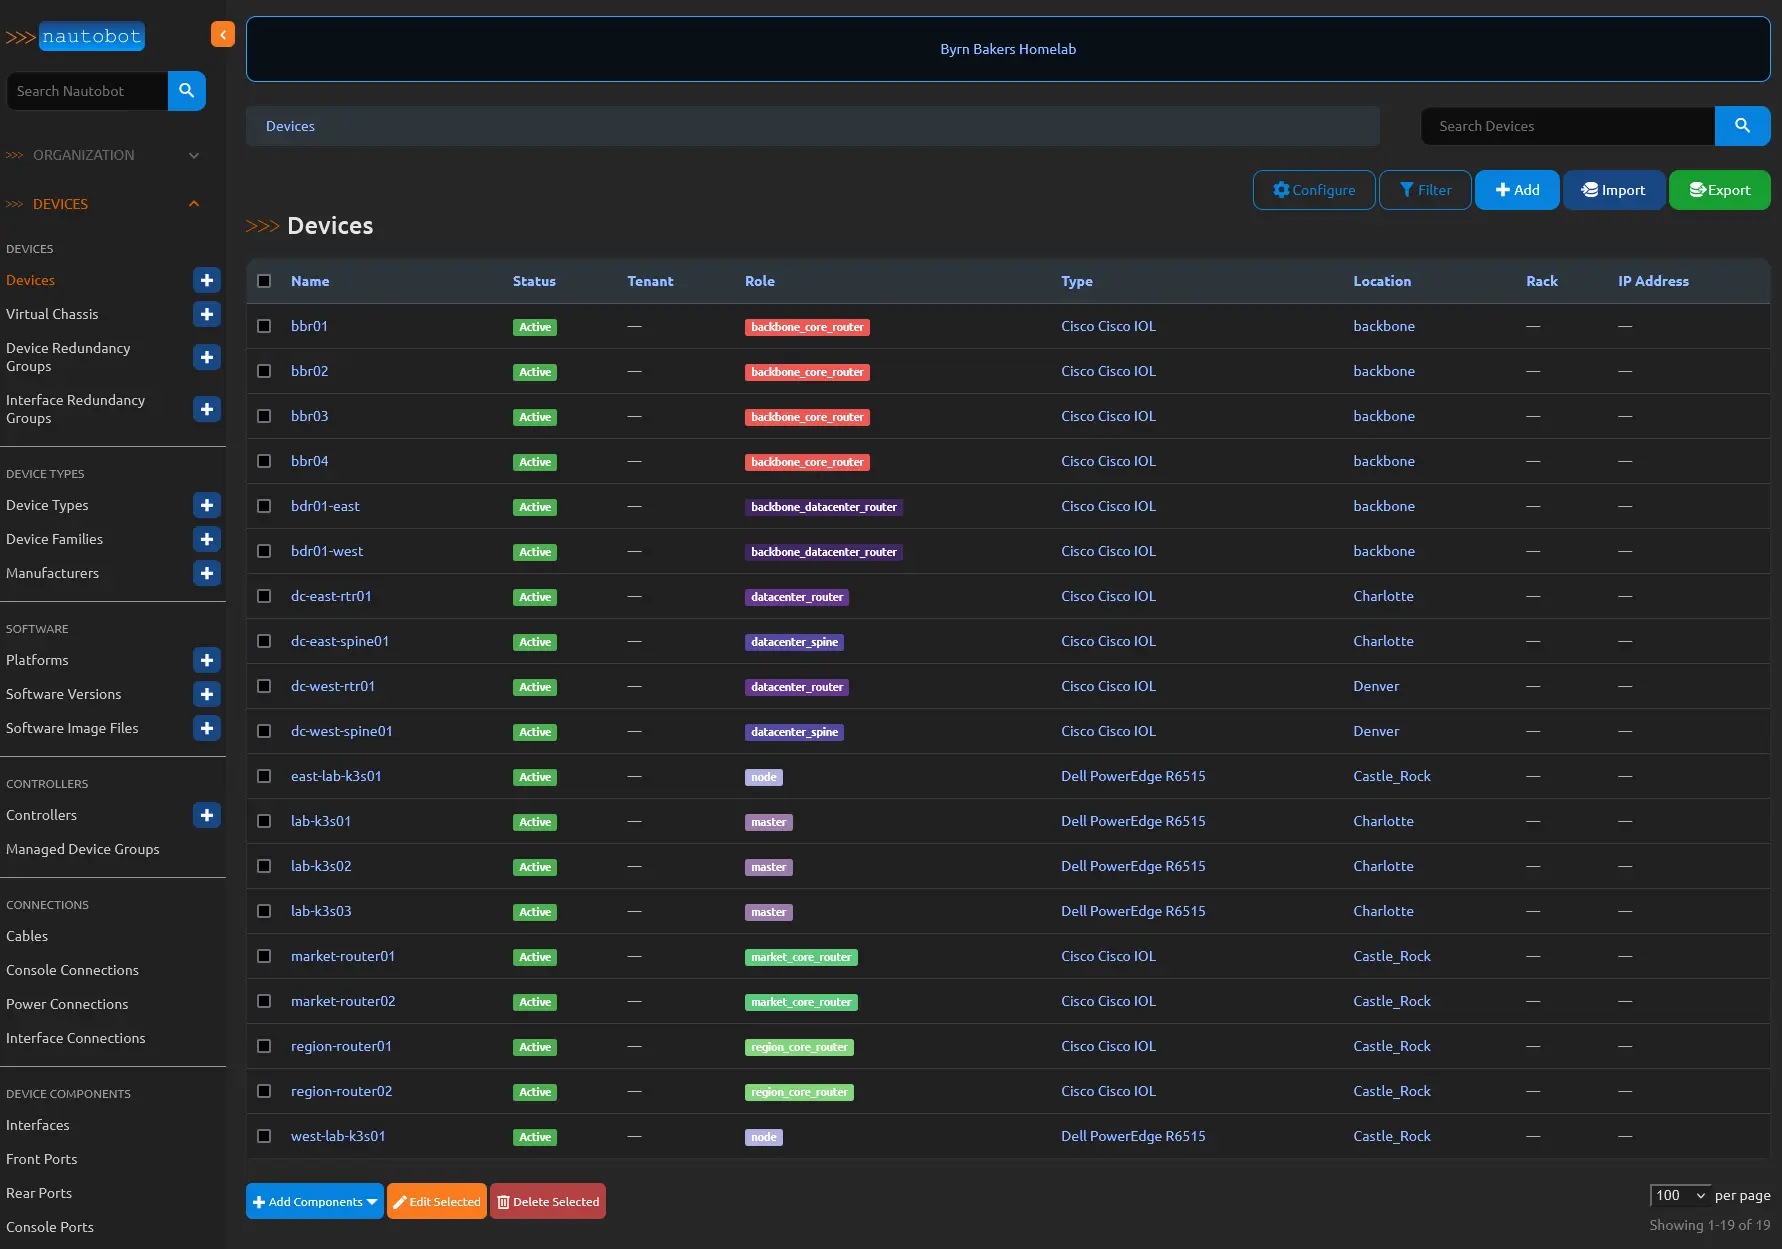 >>> nautobot
Search Nautobot
>>> ORGANIZATION
>>> DEVICES
DEVICES
Devices
Virtual Chassis
Device Redundancy
Groups
Interface Redundancy
Groups
DEVICE TYPES
Device Types
Device Families
Manufacturers
SOFTWARE
Platforms
Software Versions
Software Image Files
CONTROLLERS
Controllers
Managed Device Groups
CONNECTIONS
Cables
Console Connections
Power Connections
Interface Connections
DEVICE COMPONENTS
Interfaces
Front Ports
Rear Ports
Console Ports
Byrn Bakers Homelab
Devices
Search Devices
Configure Filter Add Import Export
>>> Devices
Name Status Tenant Role Type Location Rack IP Address
bbr01 Active — backbone_core_router Cisco Cisco IOL backbone — —
bbr02 Active — backbone_core_router Cisco Cisco IOL backbone — —
bbr03 Active — backbone_core_router Cisco Cisco IOL backbone — —
bbr04 Active — backbone_core_router Cisco Cisco IOL backbone — —
bdr01-east Active — backbone_datacenter_router Cisco Cisco IOL backbone — —
bdr01-west Active — backbone_datacenter_router Cisco Cisco IOL backbone — —
dc-east-rtr01 Active — datacenter_router Cisco Cisco IOL Charlotte — —
dc-east-spine01 Active — datacenter_spine Cisco Cisco IOL Charlotte — —
dc-west-rtr01 Active — datacenter_router Cisco Cisco IOL Denver — —
dc-west-spine01 Active — datacenter_spine Cisco Cisco IOL Denver — —
east-lab-k3s01 Active — node Dell PowerEdge R6515 Castle_Rock — —
lab-k3s01 Active — master Dell PowerEdge R6515 Charlotte — —
lab-k3s02 Active — master Dell PowerEdge R6515 Charlotte — —
lab-k3s03 Active — master Dell PowerEdge R6515 Charlotte — —
market-router01 Active — market_core_router Cisco Cisco IOL Castle_Rock — —
market-router02 Active — market_core_router Cisco Cisco IOL Castle_Rock — —
region-router01 Active — region_core_router Cisco Cisco IOL Castle_Rock — —
region-router02 Active — region_core_router Cisco Cisco IOL Castle_Rock — —
west-lab-k3s01 Active — node Dell PowerEdge R6515 Castle_Rock — —
Add Components Edit Selected Delete Selected
100 per page
Showing 1-19 of 19